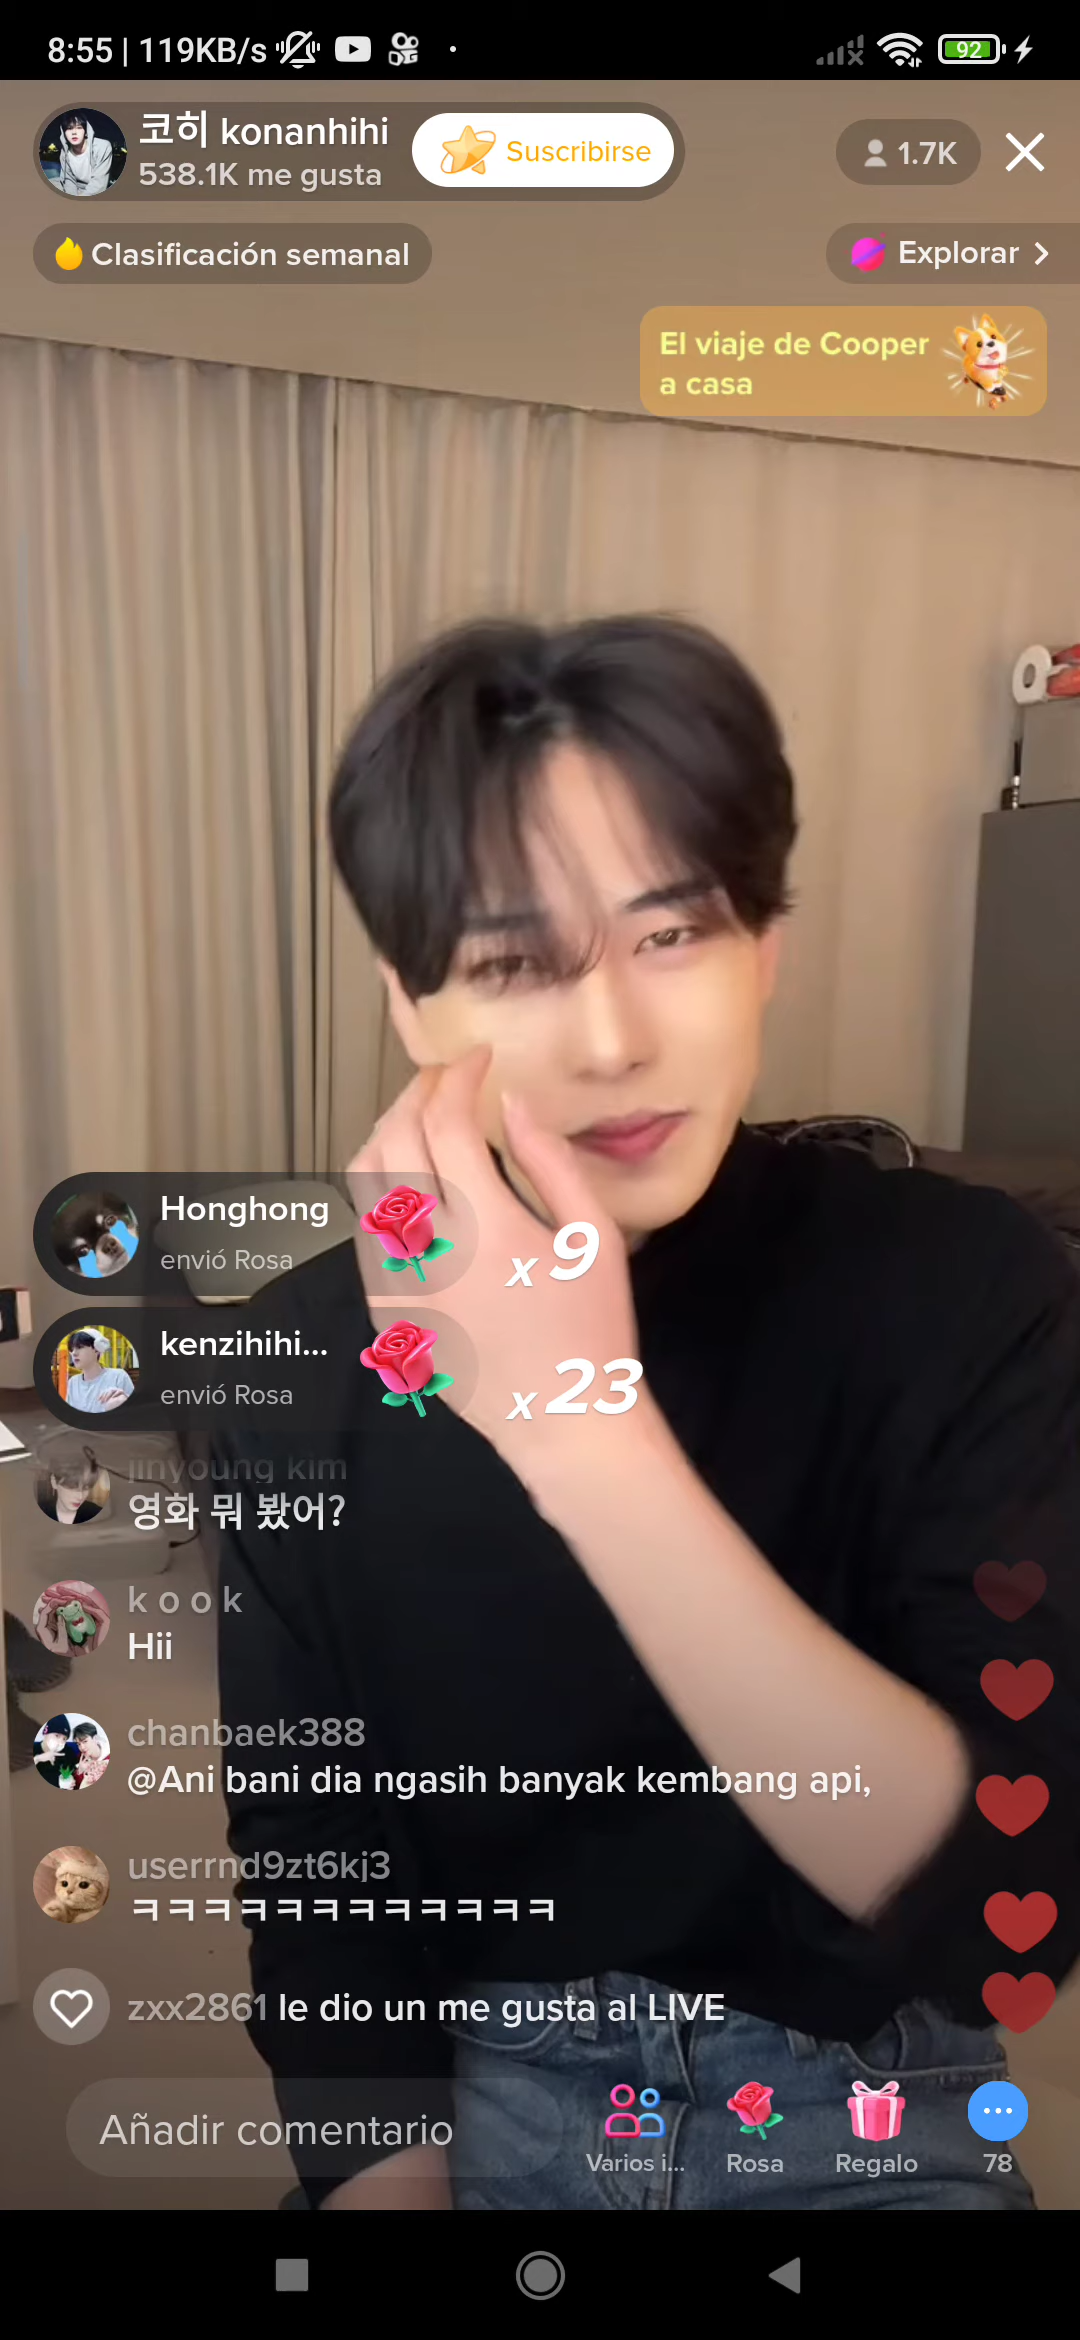 8:55 | 119KB/s
92
코히 konanhihi
538.1K me gusta
Suscribirse
1.7K
Clasificación semanal
Explorar
El viaje de Cooper
a casa
Honghong
envió Rosa
x 9
kenzihihi...
envió Rosa
x 23
jinyoung kim
영화 뭐 봤어?
k o o k
Hii
chanbaek388
@Ani bani dia ngasih banyak kembang api,
userrnd9zt6kj3
ㅋㅋㅋㅋㅋㅋㅋㅋㅋㅋㅋㅋ
zxx2861 le dio un me gusta al LIVE
Añadir comentario
Varios i...
Rosa
Regalo
78